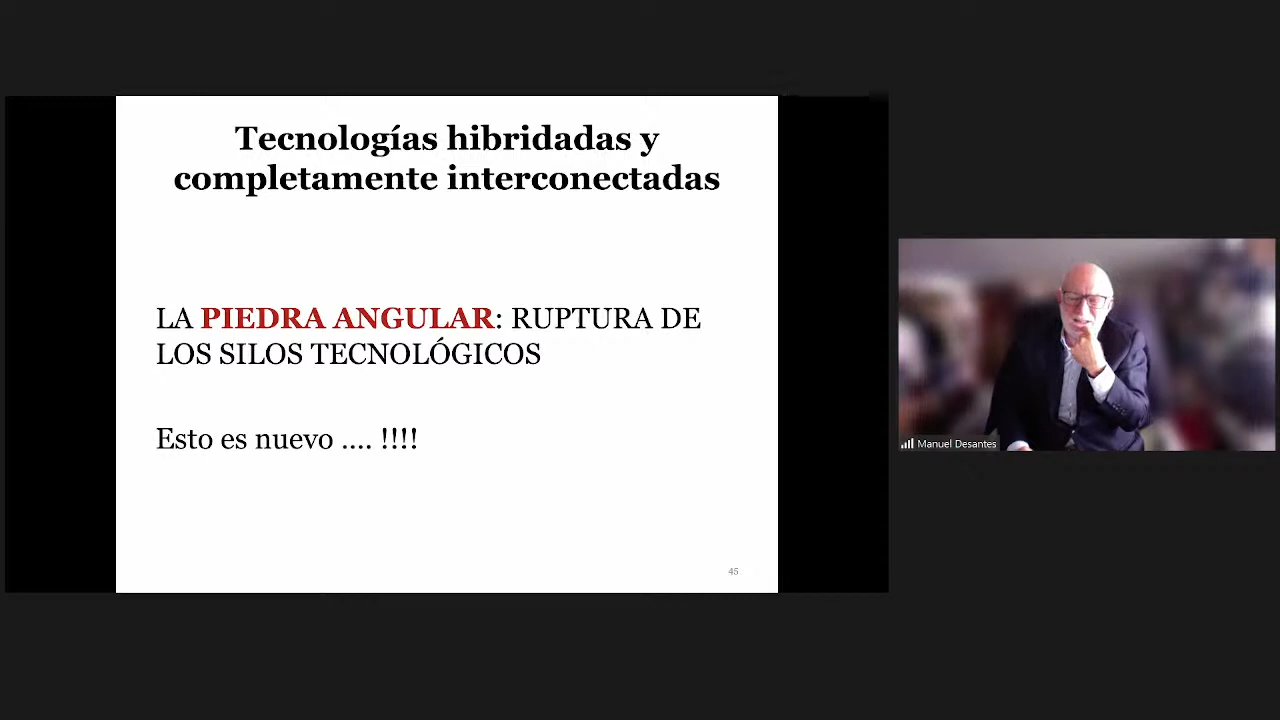 Tecnologías hibridadas y
completamente interconectadas
LA PIEDRA ANGULAR: RUPTURA DE
LOS SILOS TECNOLÓGICOS
Esto es nuevo .... !!!!
45
Manuel Desantes